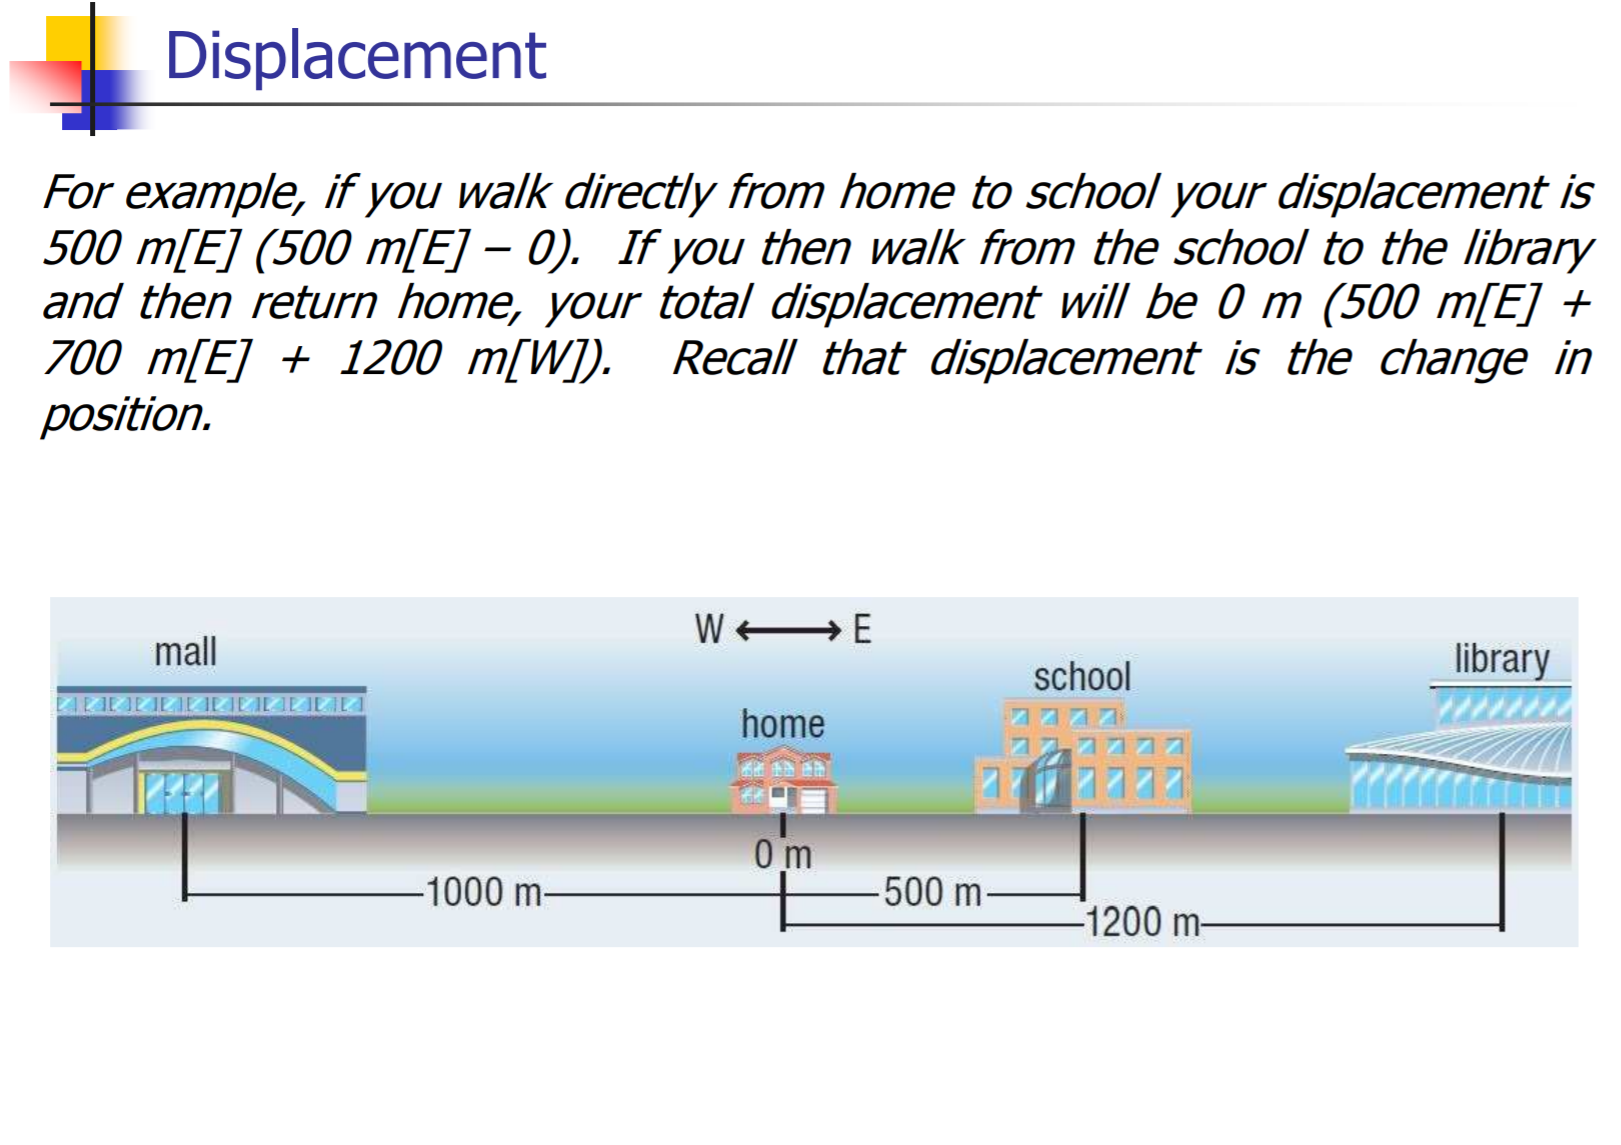 Displacement
For example, if you walk directly from home to school your displacement is
500 m[E] (500 m[E] – 0). If you then walk from the school to the library
and then return home, your total displacement will be 0 m (500 m[E] +
700 m[E] + 1200 m[W]). Recall that displacement is the change in
position.
W E
mall
school
library
home
0 m
1000 m
500 m
1200 m